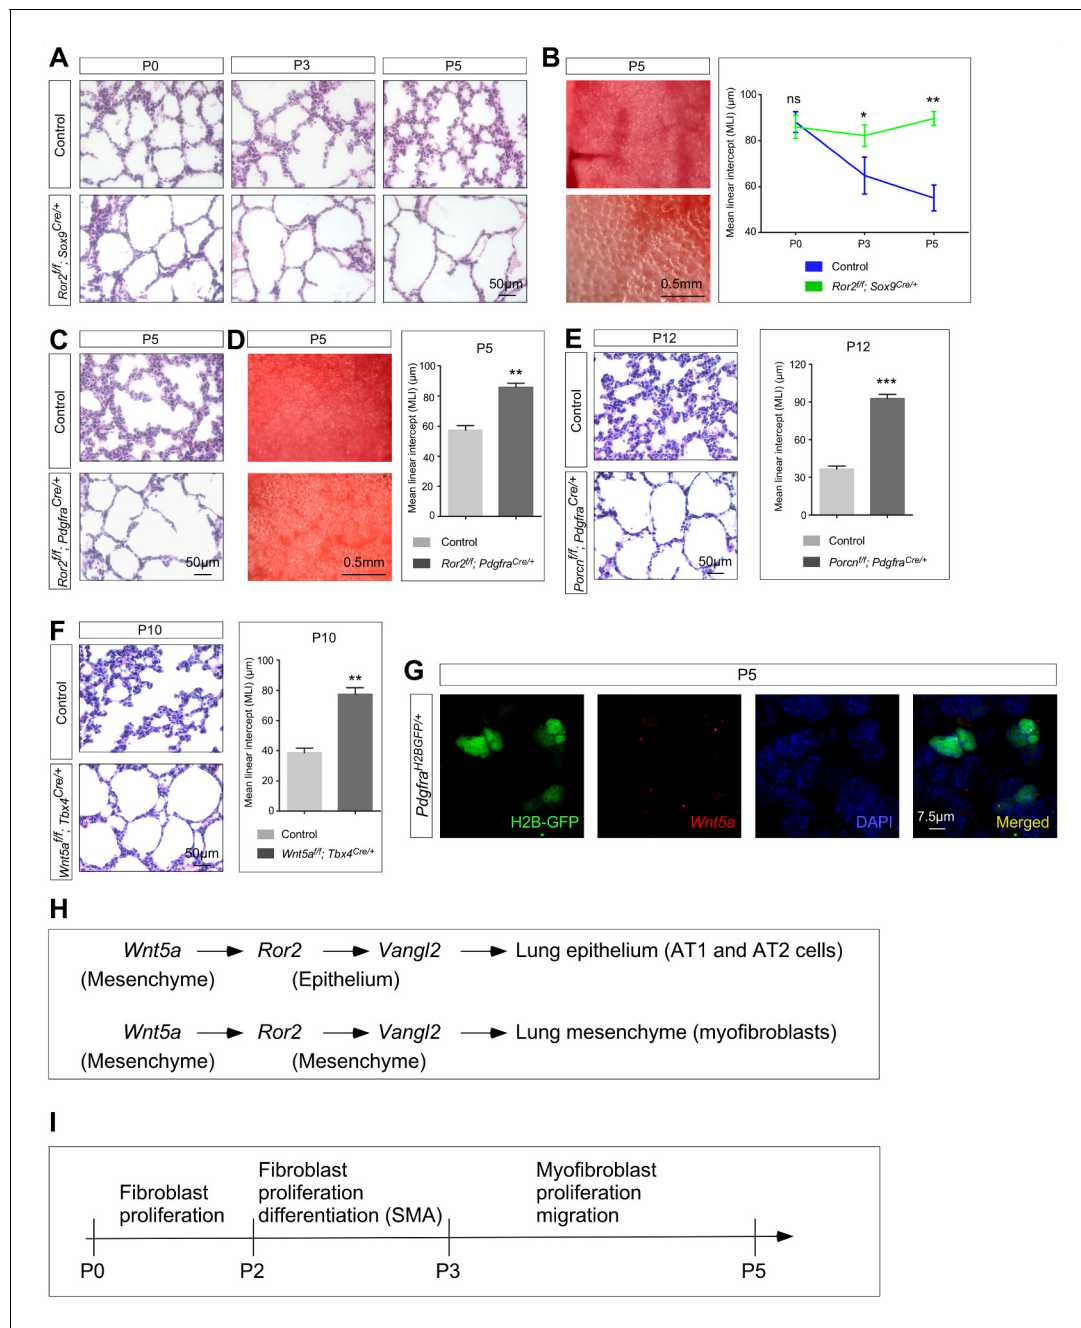 A
P0
P3
P5
Control
Ror2f/f; Sox9Cre/+
50µm
B
P5
0.5mm
Mean linear intercept (MLI) (µm)
100
80
60
40
ns
*
**
P0
P3
P5
Control
Ror2f/f; Sox9Cre/+
C
P5
Control
Ror2f/f; PdgfraCre/+
50µm
D
P5
0.5mm
P5
Mean linear intercept (MLI) (µm)
100
80
60
40
20
0
**
Control
Ror2f/f; PdgfraCre/+
E
P12
Control
Porcnf/f; PdgfraCre/+
50µm
P12
Mean linear intercept (MLI) (µm)
120
90
60
30
0
***
Control
Porcnf/f; PdgfraCre/+
F
P10
Control
Wnt5af/f; Tbx4Cre/+
50µm
P10
Mean linear intercept (MLI) (µm)
100
80
60
40
20
0
**
Control
Wnt5af/f; Tbx4Cre/+
G
P5
PdgfraH2BGFP/+
H2B-GFP
Wnt5a
DAPI
7.5µm
Merged
H
Wnt5a → Ror2 → Vangl2 → Lung epithelium (AT1 and AT2 cells)
(Mesenchyme) (Epithelium)
Wnt5a → Ror2 → Vangl2 → Lung mesenchyme (myofibroblasts)
(Mesenchyme) (Mesenchyme)
I
Fibroblast
proliferation
Fibroblast
proliferation
differentiation (SMA)
Myofibroblast
proliferation
migration
P0
P2
P3
P5